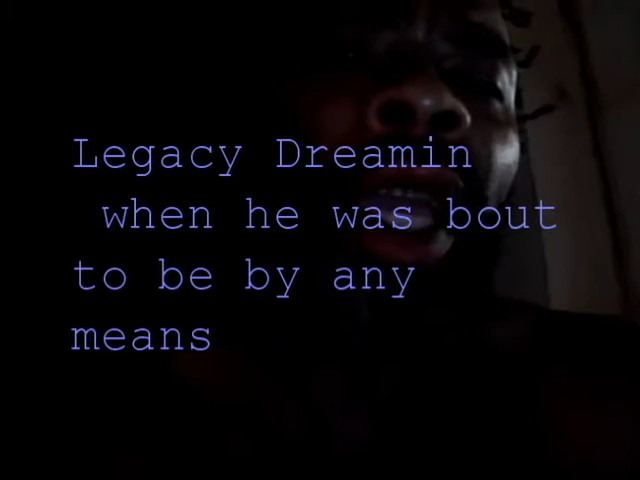 Legacy Dreamin
when he was bout
to be by any
means